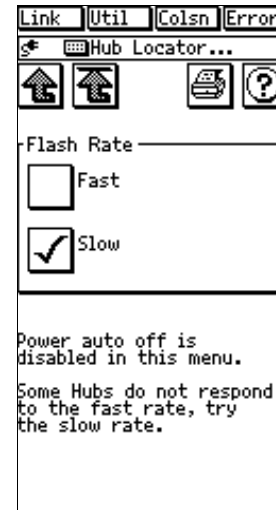 Link Util Colsn Error
Hub Locator...
?
Flash Rate
Fast
Slow
Power auto off is
disabled in this menu.
Some Hubs do not respond
to the fast rate, try
the slow rate.